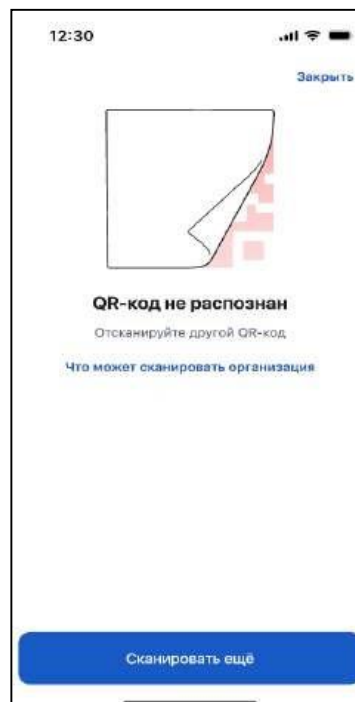 12:30
Закрыть
QR-код не распознан
Отсканируйте другой QR-код
Что может сканировать организация
Сканировать ещё